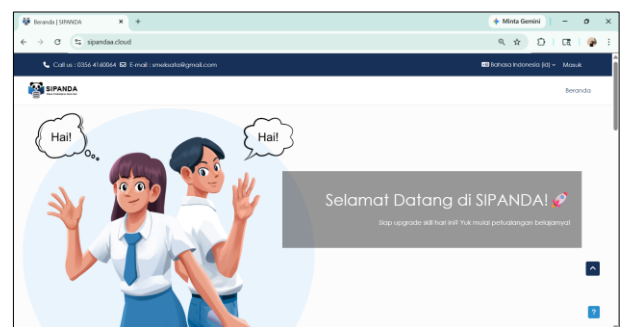 Beranda | SIPANDA
Minta Gemini
sipandaa.cloud
Call us : 0356 4160064 E-mail : smeksata@gmail.com
Bahasa Indonesia (id)
Masuk
SIPANDA
Beranda
Hai!
Hai!
Selamat Datang di SIPANDA! 🚀
Siap upgrade skill hari ini? Yuk mulai petualangan belajarnya!
?